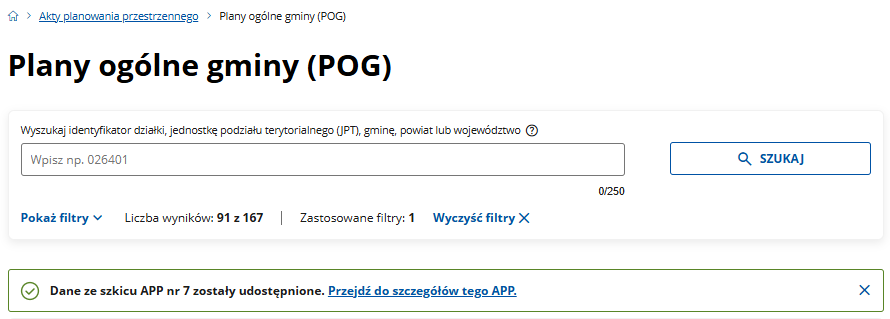 Akty planowania przestrzennego > Plany ogólne gminy (POG)
Plany ogólne gminy (POG)
Wyszukaj identyfikator działki, jednostkę podziału terytorialnego (JPT), gminę, powiat lub województwo
Wpisz np. 026401
SZUKAJ
0/250
Pokaż filtry Liczba wyników: 91 z 167 | Zastosowane filtry: 1 Wyczyść filtry
Dane ze szkicu APP nr 7 zostały udostępnione. Przejdź do szczegółów tego APP.